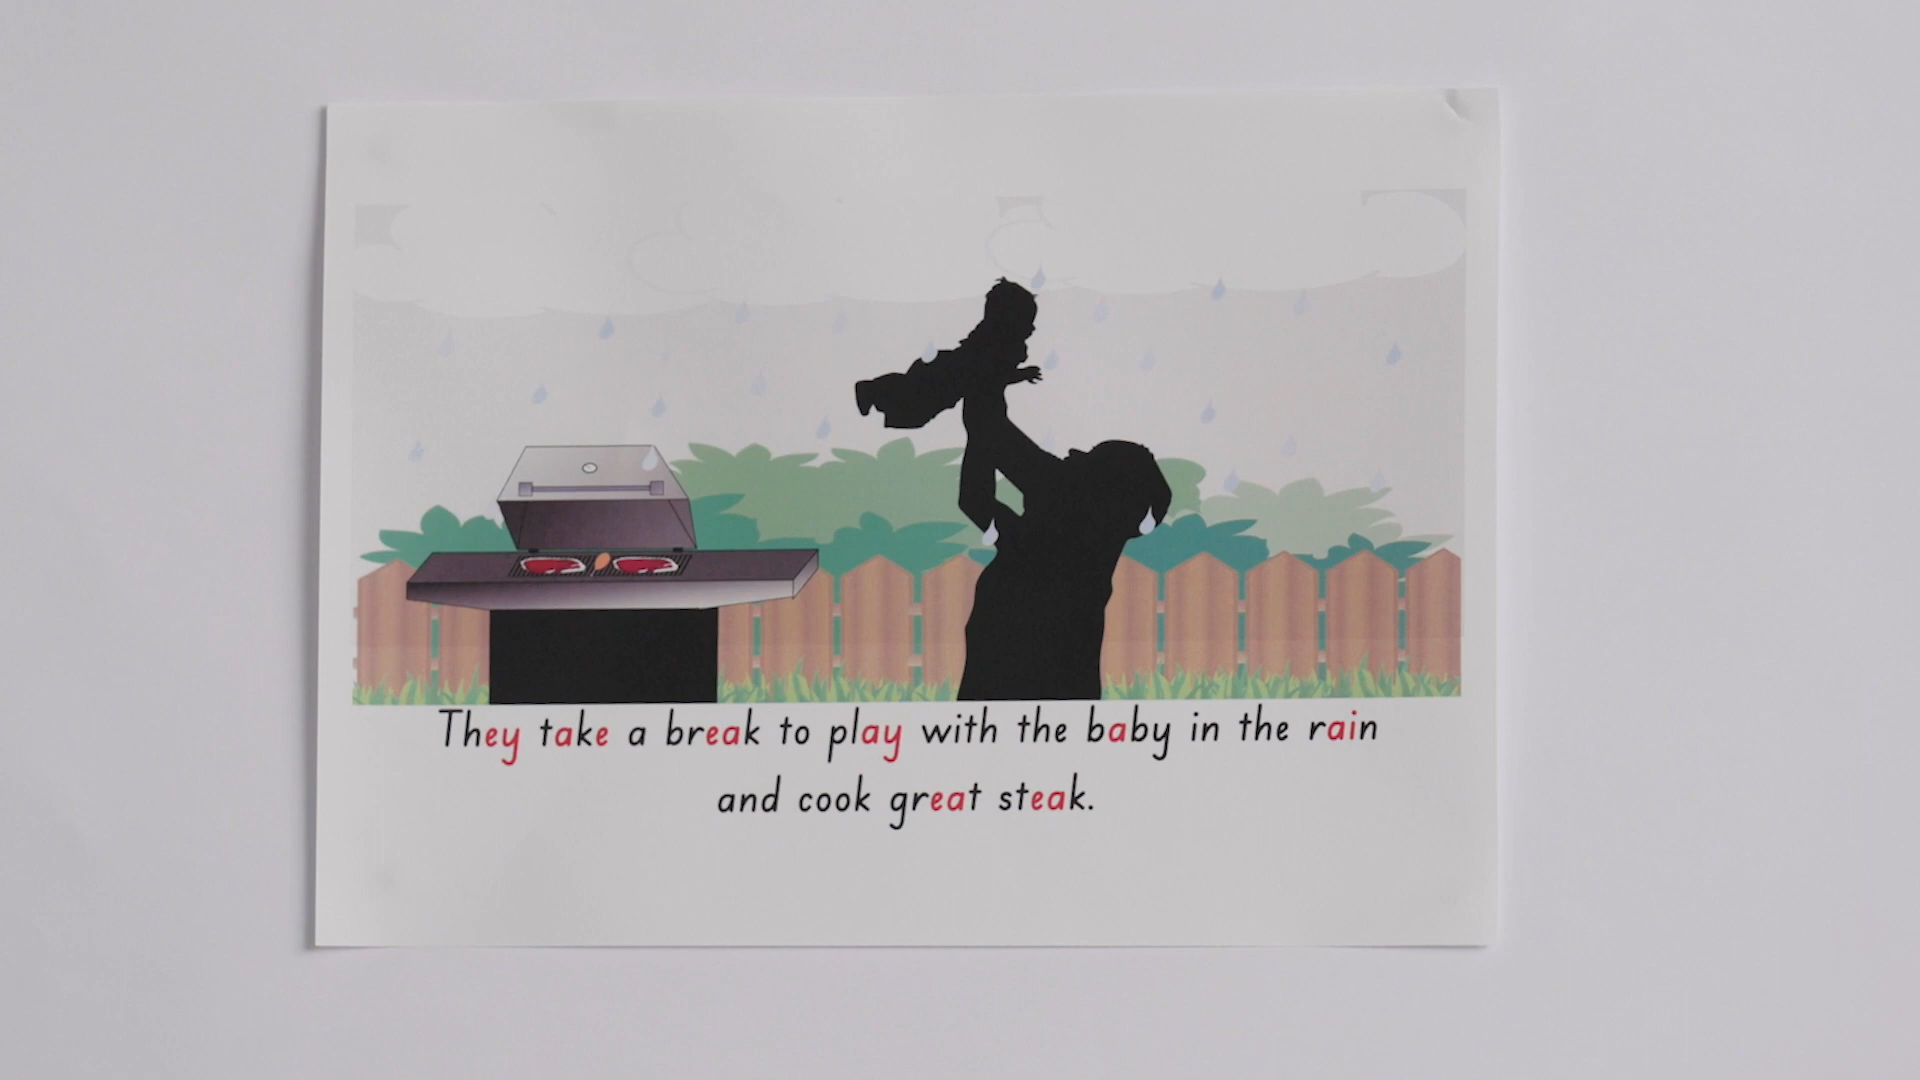 They take a break to play with the baby in the rain
and cook great steak.